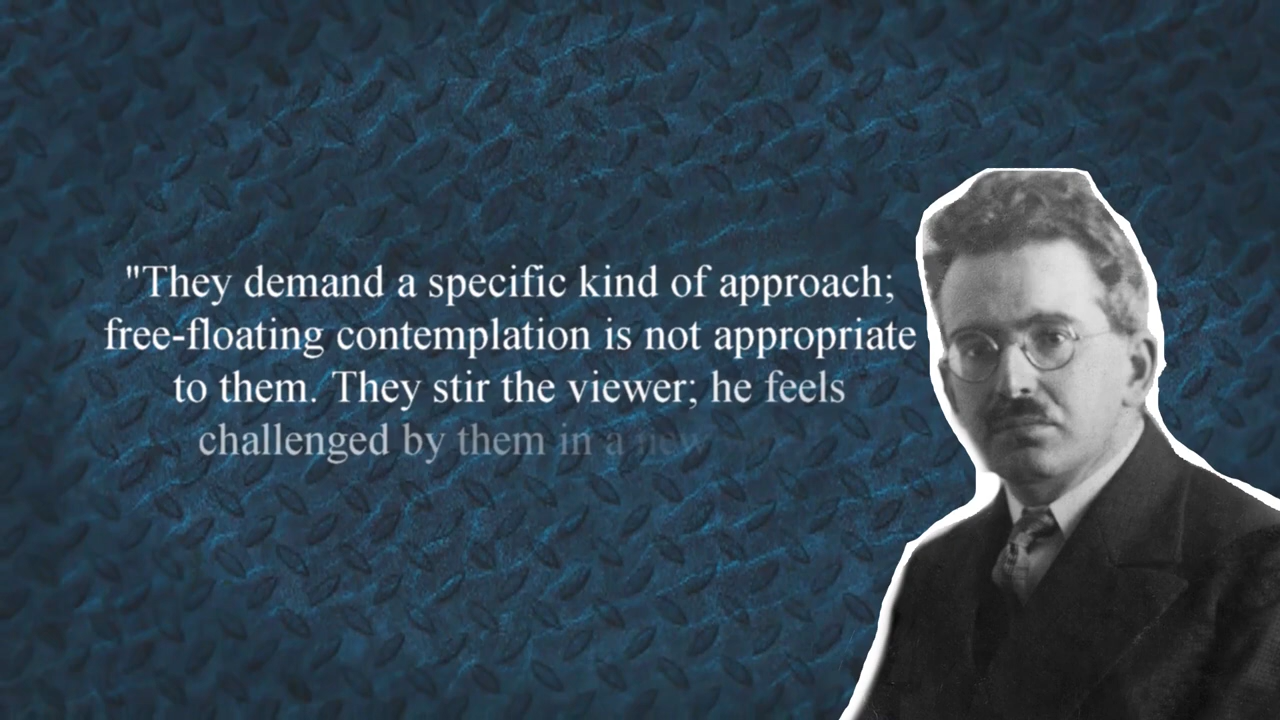 "They demand a specific kind of approach;
free-floating contemplation is not appropriate
to them. They stir the viewer; he feels
challenged by them in a new